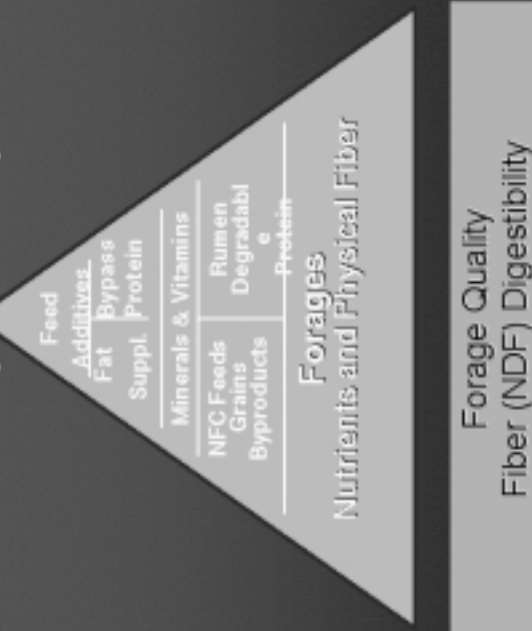 Feed
Additives
Fat
Suppl.
Bypass
Protein
Minerals & Vitamins
NFC Feeds
Grains
Byproducts
Rumen
Degradabl
e
Protein
Forages
Nutrients and Physical Fiber
Forage Quality
Fiber (NDF) Digestibility